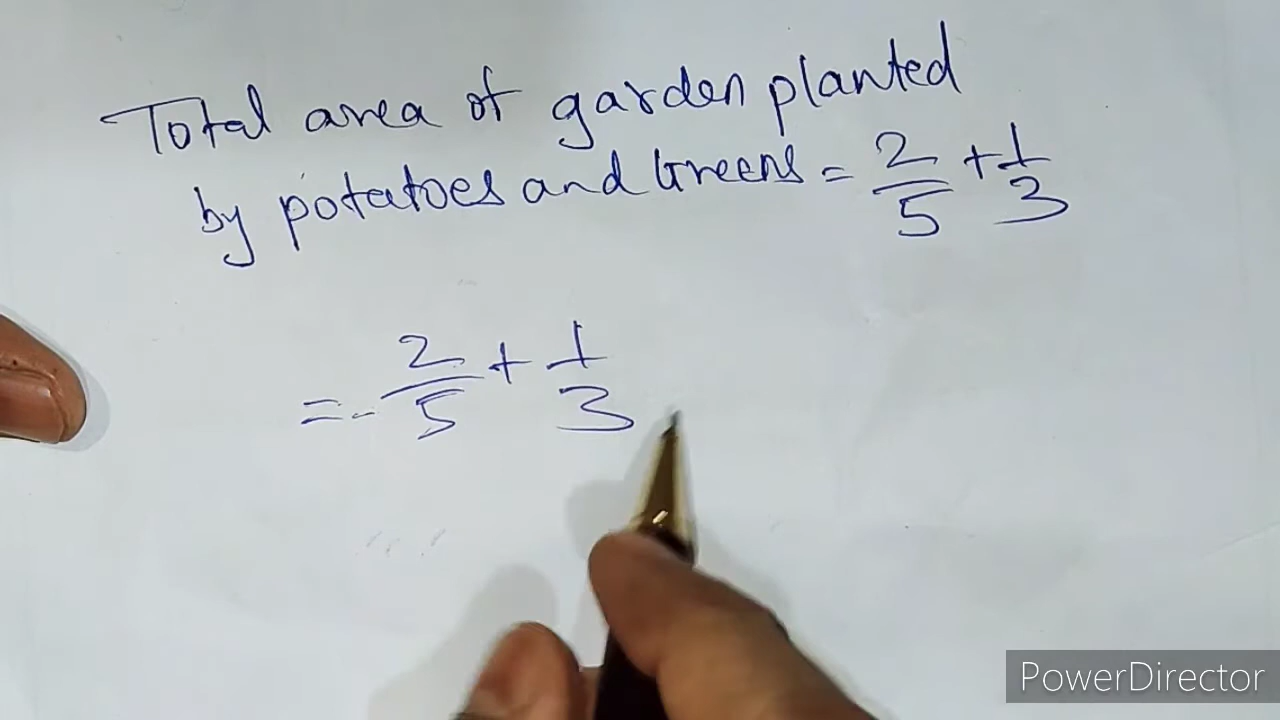 Total area of garden planted
by potatoes and Greens = 2/5 + 1/3
= 2/5 + 1/3
PowerDirector